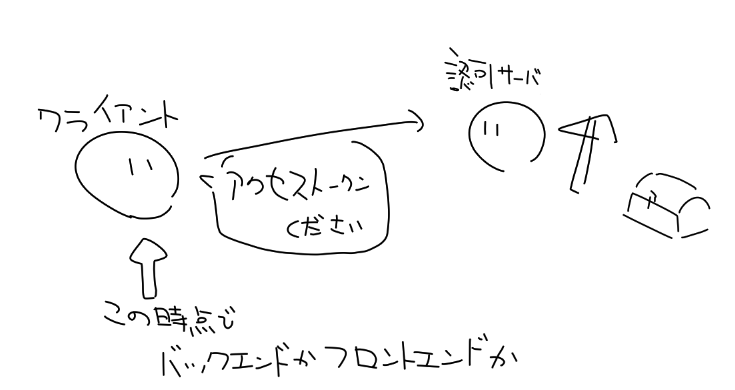 認可サーバ
クライアント
アクセストークン
ください
この時点で
バックエンドかフロントエンドか